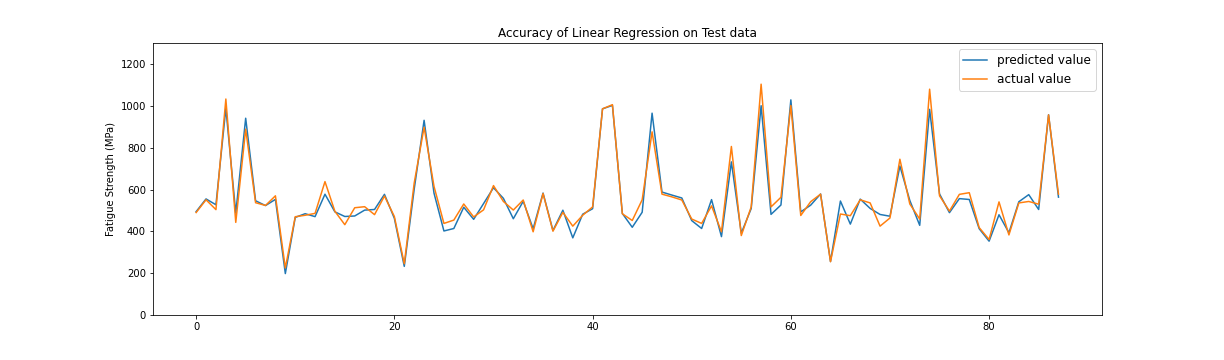 Accuracy of Linear Regression on Test data
predicted value
actual value
Fatigue Strength (MPa)
1200
1000
800
600
400
200
0
0 20 40 60 80